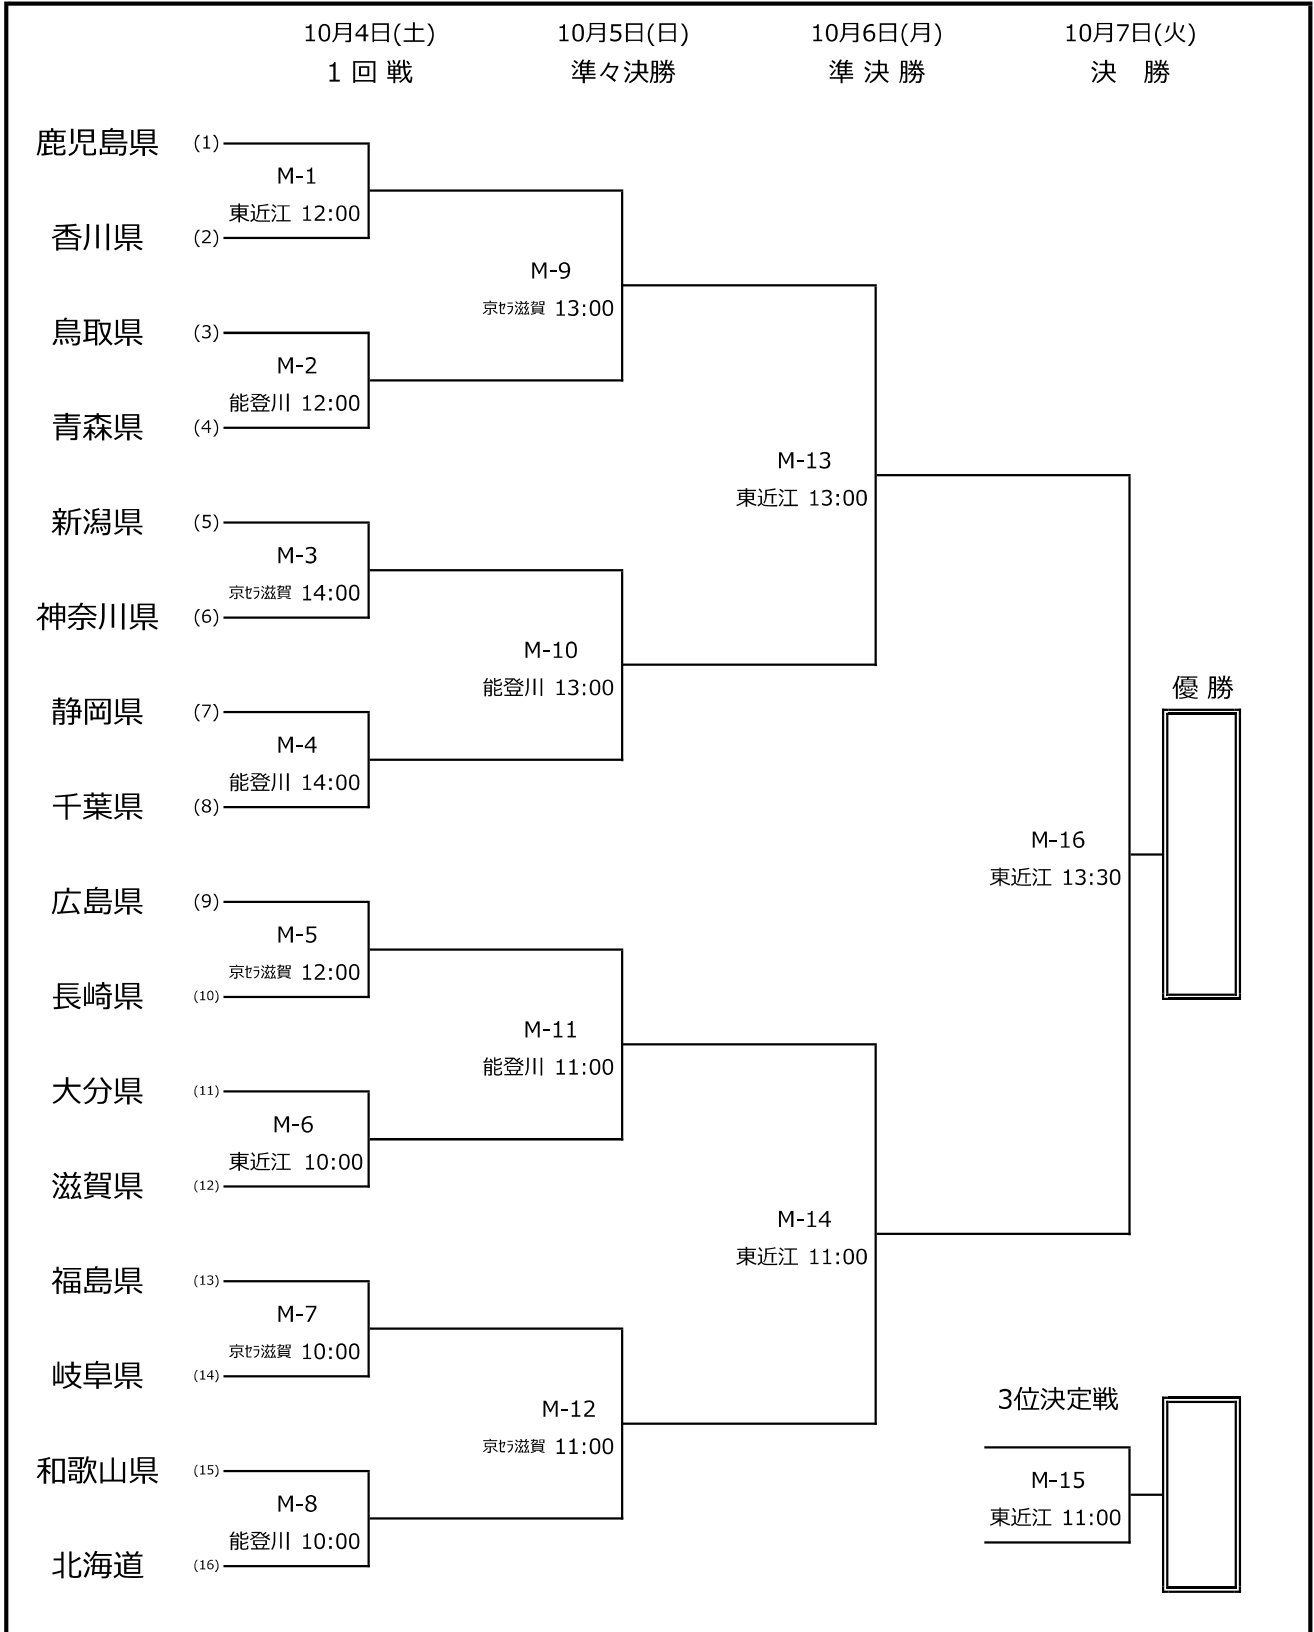 10月4日(土) 10月5日(日) 10月6日(月) 10月7日(火)
1 回 戦 準々決勝 準 決 勝 決 勝
鹿児島県 (1)
M-1
東近江 12:00
香川県 (2)
M-9
京ｾﾗ滋賀 13:00
鳥取県 (3)
M-2
能登川 12:00
青森県 (4)
M-13
東近江 13:00
新潟県 (5)
M-3
京ｾﾗ滋賀 14:00
神奈川県 (6)
M-10
能登川 13:00
静岡県 (7)
M-4
能登川 14:00
千葉県 (8)
優 勝
M-16
東近江 13:30
広島県 (9)
M-5
京ｾﾗ滋賀 12:00
長崎県 (10)
M-11
能登川 11:00
大分県 (11)
M-6
東近江 10:00
滋賀県 (12)
M-14
東近江 11:00
福島県 (13)
M-7
京ｾﾗ滋賀 10:00
岐阜県 (14)
M-12
京ｾﾗ滋賀 11:00
3位決定戦
和歌山県 (15)
M-8
能登川 10:00
北海道 (16)
M-15
東近江 11:00